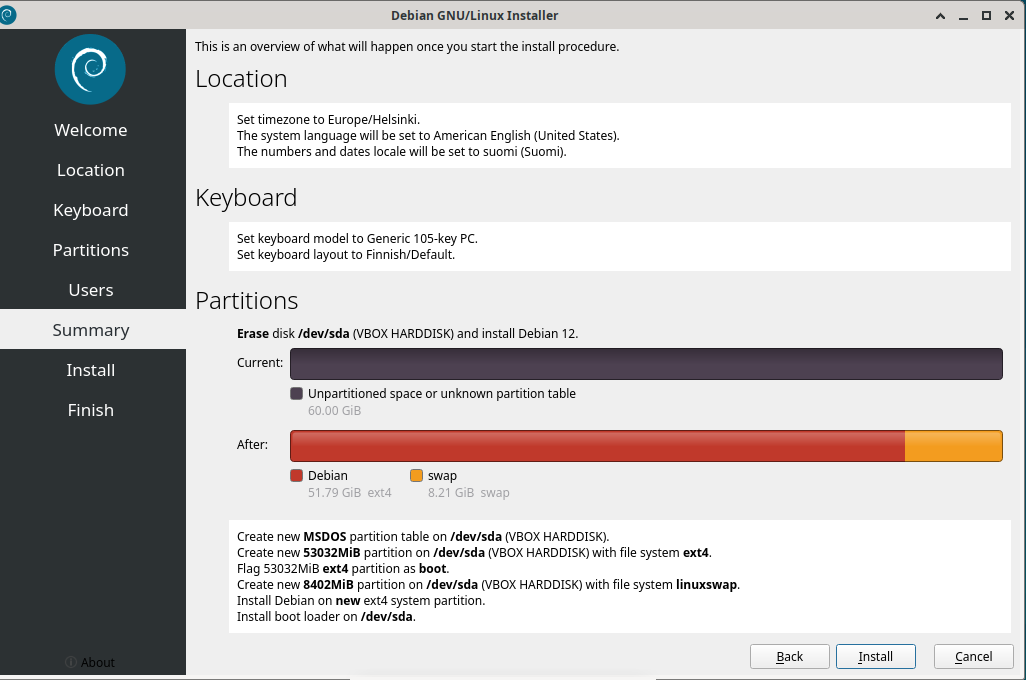 Debian GNU/Linux Installer
This is an overview of what will happen once you start the install procedure.
Welcome
Location
Keyboard
Partitions
Users
Summary
Install
Finish
About
Location
Set timezone to Europe/Helsinki.
The system language will be set to American English (United States).
The numbers and dates locale will be set to suomi (Suomi).
Keyboard
Set keyboard model to Generic 105-key PC.
Set keyboard layout to Finnish/Default.
Partitions
Erase disk /dev/sda (VBOX HARDDISK) and install Debian 12.
Current:
Unpartitioned space or unknown partition table
60.00 GiB
After:
Debian swap
51.79 GiB ext4 8.21 GiB swap
Create new MSDOS partition table on /dev/sda (VBOX HARDDISK).
Create new 53032MiB partition on /dev/sda (VBOX HARDDISK) with file system ext4.
Flag 53032MiB ext4 partition as boot.
Create new 8402MiB partition on /dev/sda (VBOX HARDDISK) with file system linuxswap.
Install Debian on new ext4 system partition.
Install boot loader on /dev/sda.
Back Install Cancel